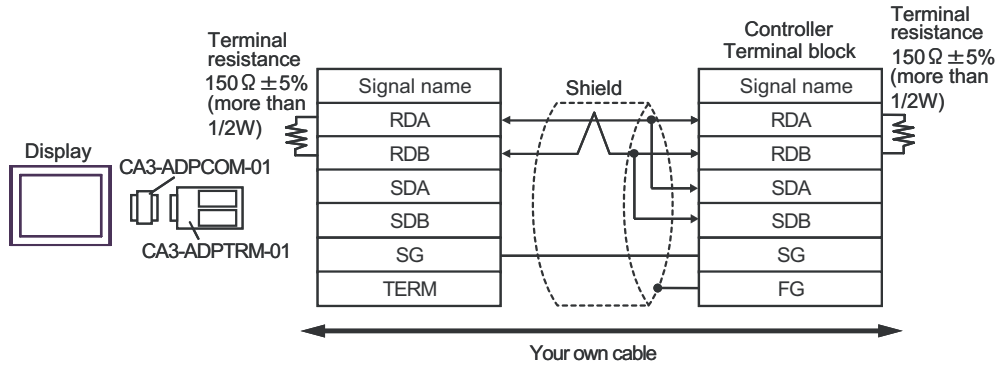 Terminal
resistance
150Ω ±5%
(more than
1/2W)
Display
CA3-ADPCOM-01
CA3-ADPTRM-01
Signal name
RDA
RDB
SDA
SDB
SG
TERM
Shield
Controller
Terminal block
Signal name
RDA
RDB
SDA
SDB
SG
FG
Terminal
resistance
150Ω ±5%
(more than
1/2W)
Your own cable